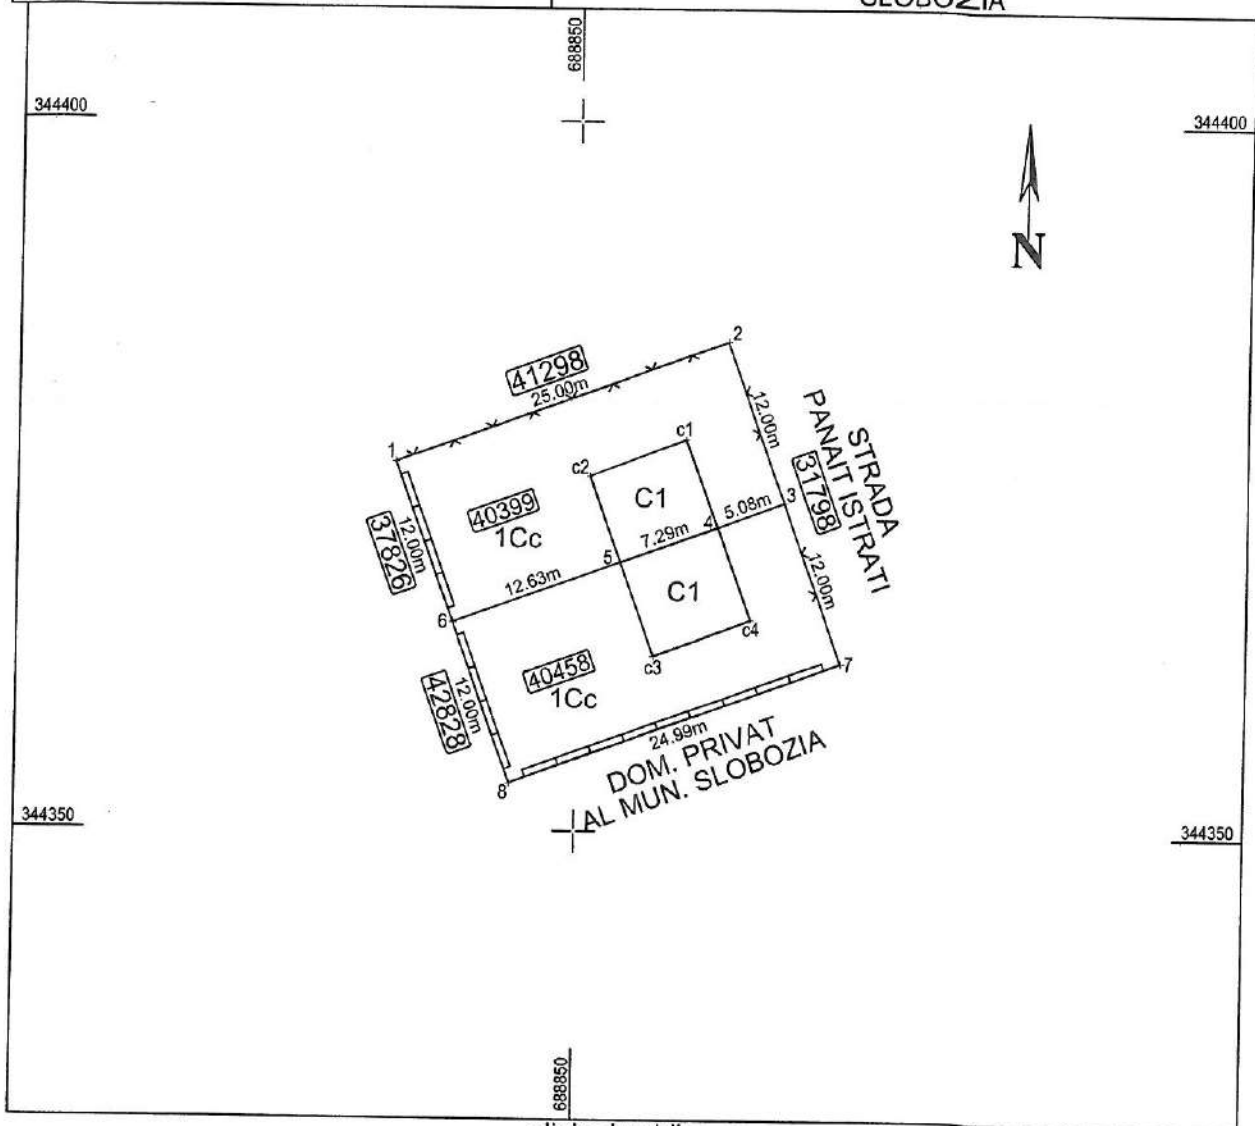 SLOBOZIA
688850
344400
344400
N
2
41298
25.00m
12.00m
1
c1
c2
STRADA
PANAIT ISTRATI
31798
3
40399
1Cc
C1
4
5.08m
7.29m
5
37826
12.00m
12.63m
12.00m
C1
6
c4
c3
7
40458
1Cc
42828
12.00m
24.99m
8
DOM. PRIVAT
AL MUN. SLOBOZIA
344350
344350
688850